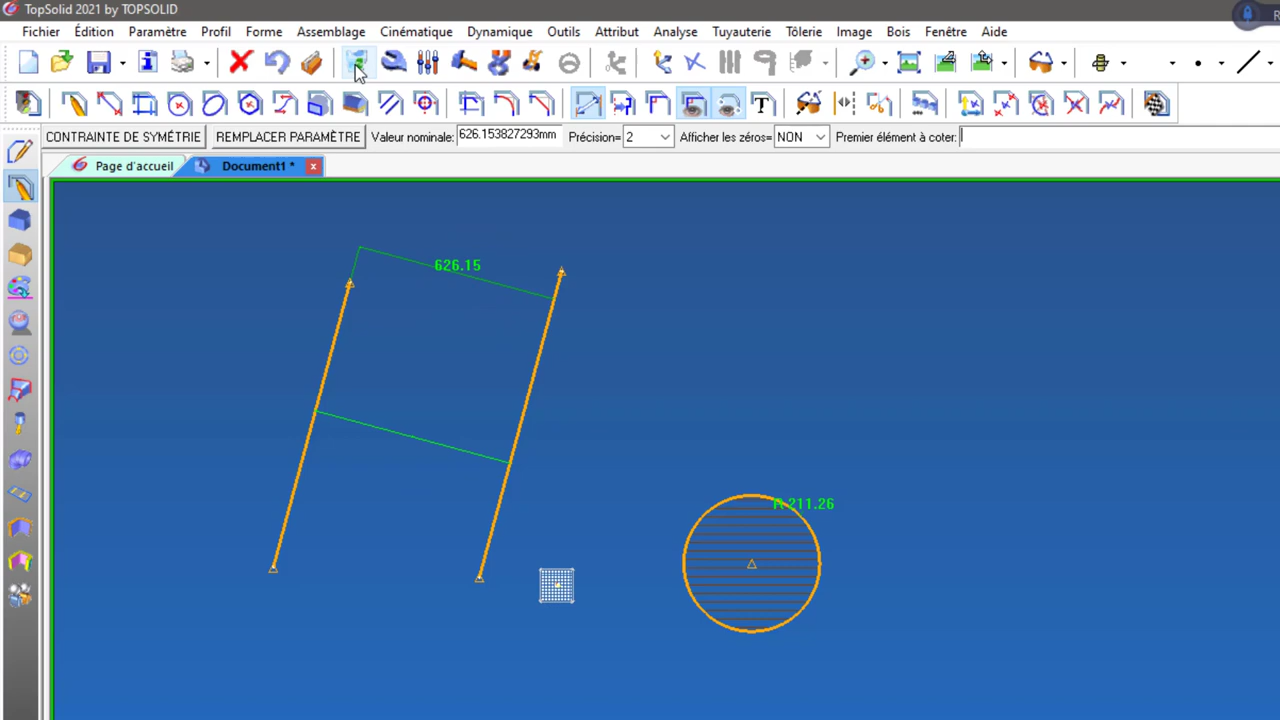 TopSolid 2021 by TOPSOLID
Fichier Édition Paramètre Profil Forme Assemblage Cinématique Dynamique Outils Attribut Analyse Tuyauterie Tôlerie Image Bois Fenêtre Aide
CONTRAINTE DE SYMÉTRIE REMPLACER PARAMÈTRE Valeur nominale: 626.153827293mm Précision= 2 Afficher les zéros= NON Premier élément à coter:
Page d'accueil Document1 *
626.15
R 211.26